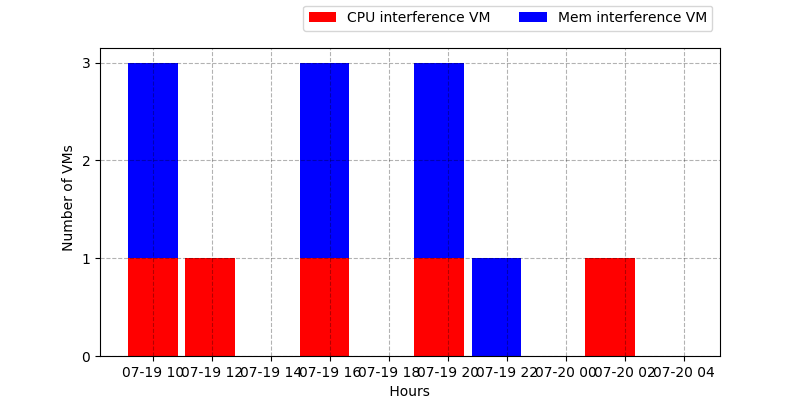 CPU interference VM Mem interference VM
3
2
1
0
Number of VMs
07-19 10 07-19 12 07-19 14 07-19 16 07-19 18 07-19 20 07-19 22 07-20 00 07-20 02 07-20 04
Hours